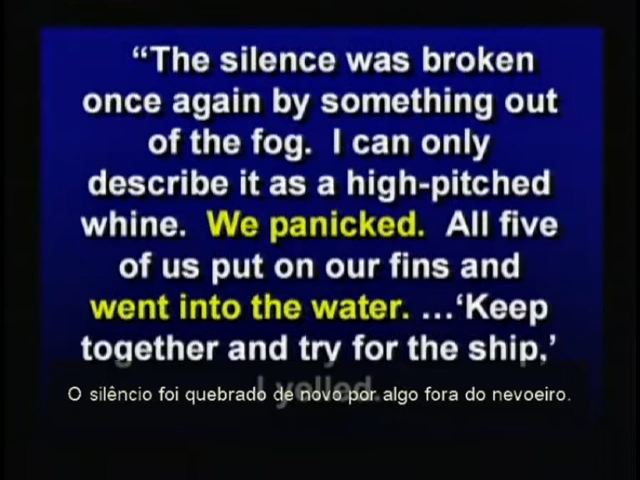 “The silence was broken
once again by something out
of the fog.  I can only
describe it as a high-pitched
whine.  We panicked.  All five
of us put on our fins and
went into the water. …‘Keep
together and try for the ship,’
I yelled.
O silêncio foi quebrado de novo por algo fora do nevoeiro.